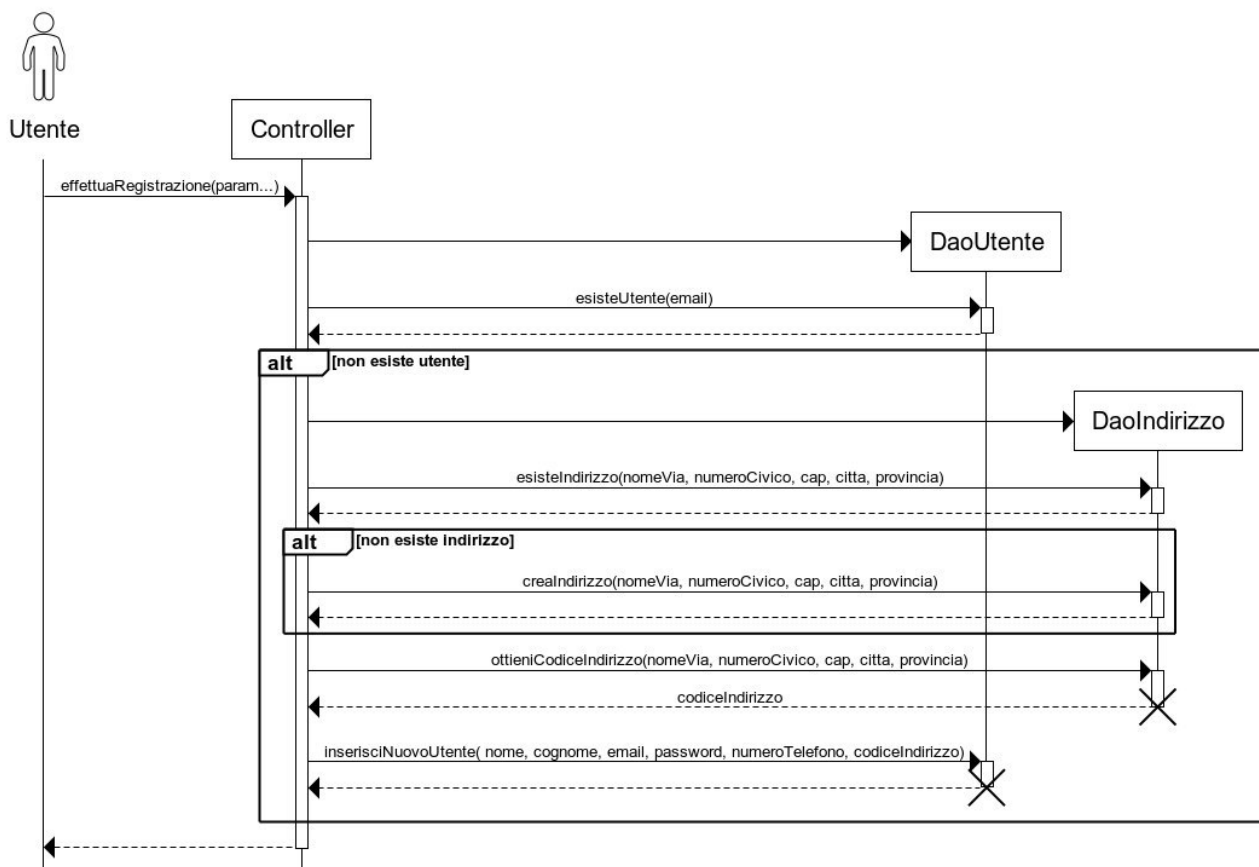 Utente
Controller
effettuaRegistrazione(param...)
DaoUtente
esisteUtente(email)
alt [non esiste utente]
DaoIndirizzo
esisteIndirizzo(nomeVia, numeroCivico, cap, citta, provincia)
alt [non esiste indirizzo]
creaIndirizzo(nomeVia, numeroCivico, cap, citta, provincia)
ottieniCodiceIndirizzo(nomeVia, numeroCivico, cap, citta, provincia)
codiceIndirizzo
inserisciNuovoUtente( nome, cognome, email, password, numeroTelefono, codiceIndirizzo)